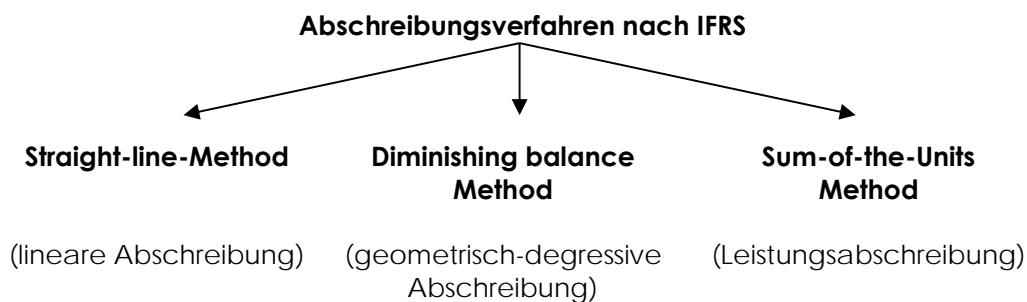 Abschreibungsverfahren nach IFRS
Straight-line-Method
(lineare Abschreibung)
Diminishing balance
Method
(geometrisch-degressive
Abschreibung)
Sum-of-the-Units
Method
(Leistungsabschreibung)